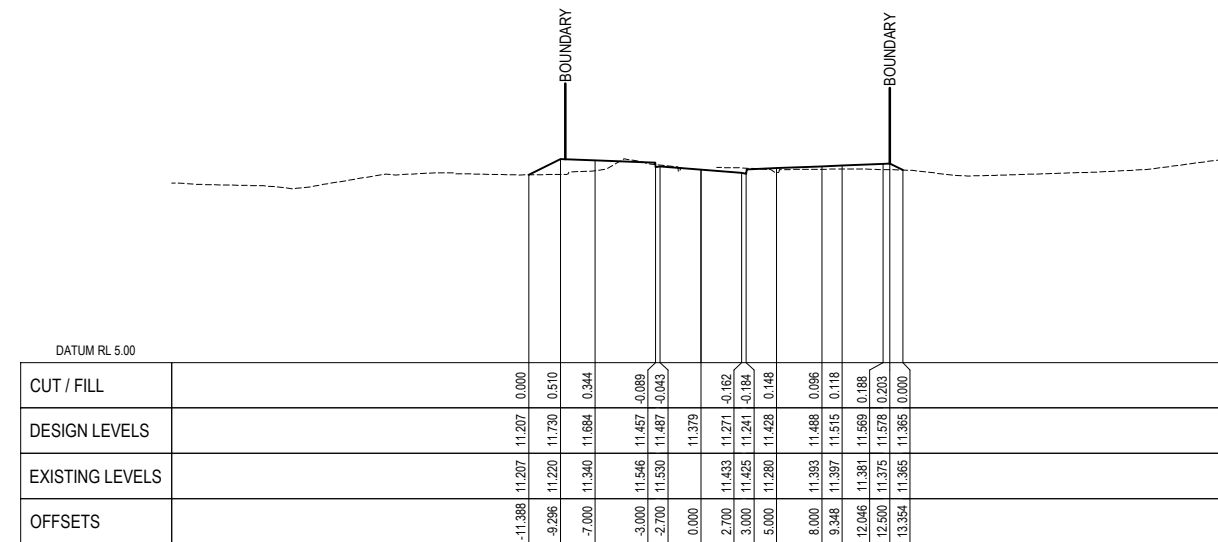 BOUNDARY
BOUNDARY
DATUM RL 5.00
CUT / FILL 0.000 0.510 0.344 -0.089 -0.043 -0.162 -0.184 0.148 0.096 0.118 0.188 0.203 0.000
DESIGN LEVELS 11.207 11.730 11.684 11.457 11.487 11.379 11.271 11.241 11.428 11.488 11.515 11.569 11.578 11.365
EXISTING LEVELS 11.207 11.220 11.340 11.546 11.530 11.433 11.425 11.280 11.393 11.397 11.381 11.375 11.365
OFFSETS -11.388 -9.296 -7.000 -3.000 -2.700 0.000 2.700 3.000 5.000 8.000 9.348 12.046 12.500 13.354